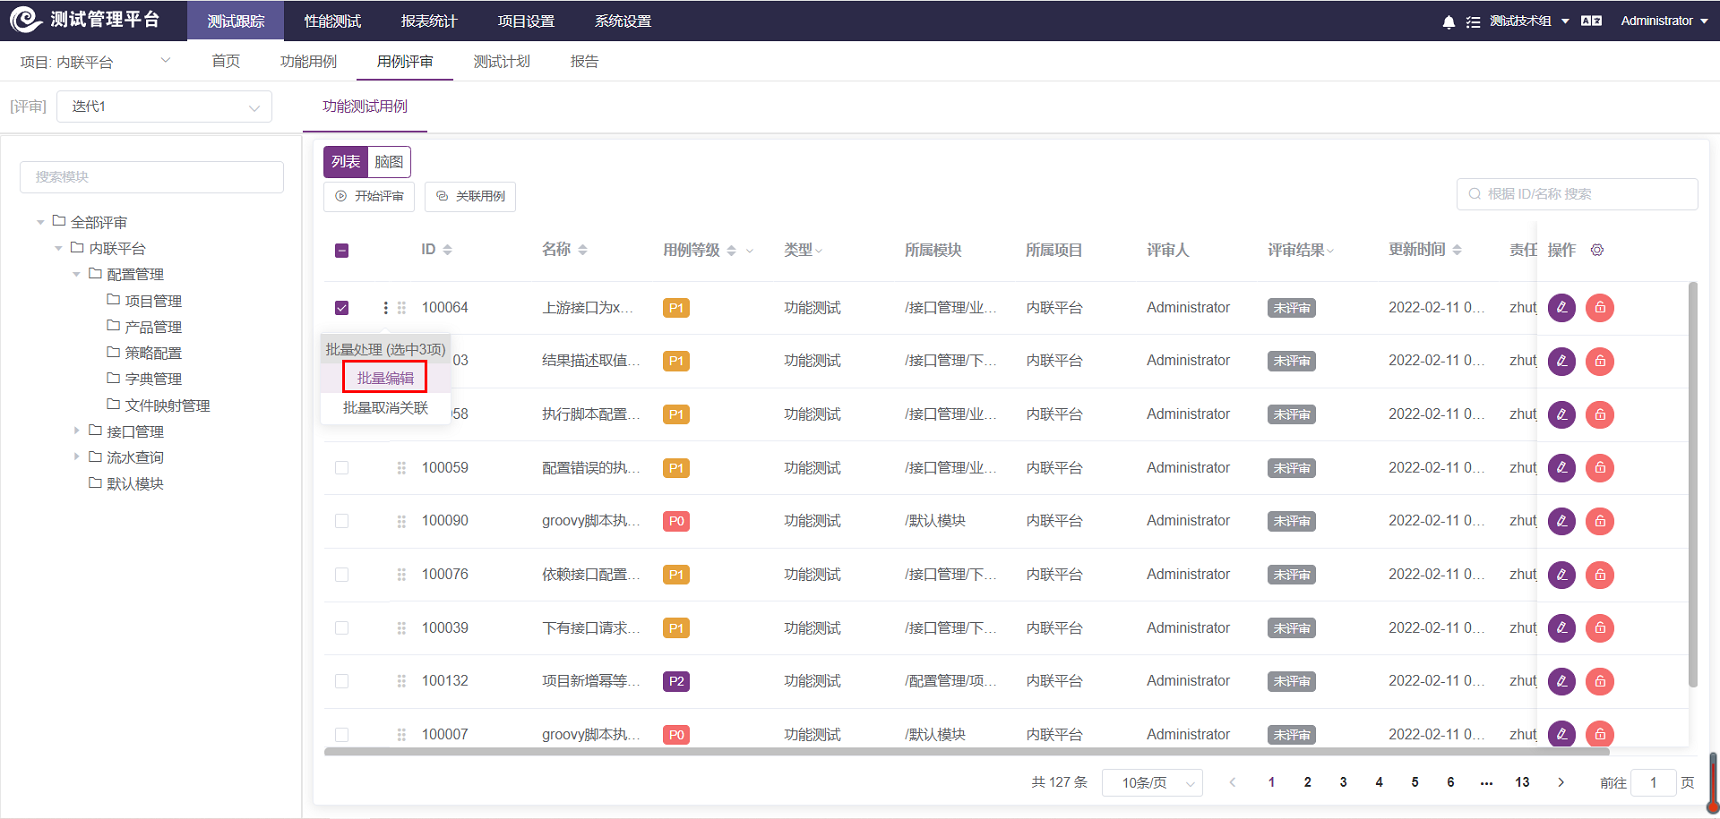 测试管理平台 测试跟踪 性能测试 报表统计 项目设置 系统设置 测试技术组 Administrator
项目: 内联平台 首页 功能用例 用例评审 测试计划 报告
[评审] 迭代1 功能测试用例
搜索模块
全部评审
内联平台
配置管理
项目管理
产品管理
策略配置
字典管理
文件映射管理
接口管理
流水查询
默认模块
列表 脑图
开始评审 关联用例
根据 ID/名称 搜索
ID 名称 用例等级 类型 所属模块 所属项目 评审人 评审结果 更新时间 责任 操作
100064 上游接口为x... P1 功能测试 /接口管理/业... 内联平台 Administrator 未评审 2022-02-11 0... zhut
批量处理 (选中3项)
批量编辑
批量取消关联
03 结果描述取值... P1 功能测试 /接口管理/下... 内联平台 Administrator 未评审 2022-02-11 0... zhut
058 执行脚本配置... P1 功能测试 /接口管理/业... 内联平台 Administrator 未评审 2022-02-11 0... zhut
100059 配置错误的执... P1 功能测试 /接口管理/业... 内联平台 Administrator 未评审 2022-02-11 0... zhut
100090 groovy脚本执... P0 功能测试 /默认模块 内联平台 Administrator 未评审 2022-02-11 0... zhut
100076 依赖接口配置... P1 功能测试 /接口管理/下... 内联平台 Administrator 未评审 2022-02-11 0... zhut
100039 下有接口请求... P1 功能测试 /接口管理/下... 内联平台 Administrator 未评审 2022-02-11 0... zhut
100132 项目新增幂等... P2 功能测试 /配置管理/项... 内联平台 Administrator 未评审 2022-02-11 0... zhut
100007 groovy脚本执... P0 功能测试 /默认模块 内联平台 Administrator 未评审 2022-02-11 0... zhut
共 127 条 10条/页 1 2 3 4 5 6 ... 13 前往 1 页